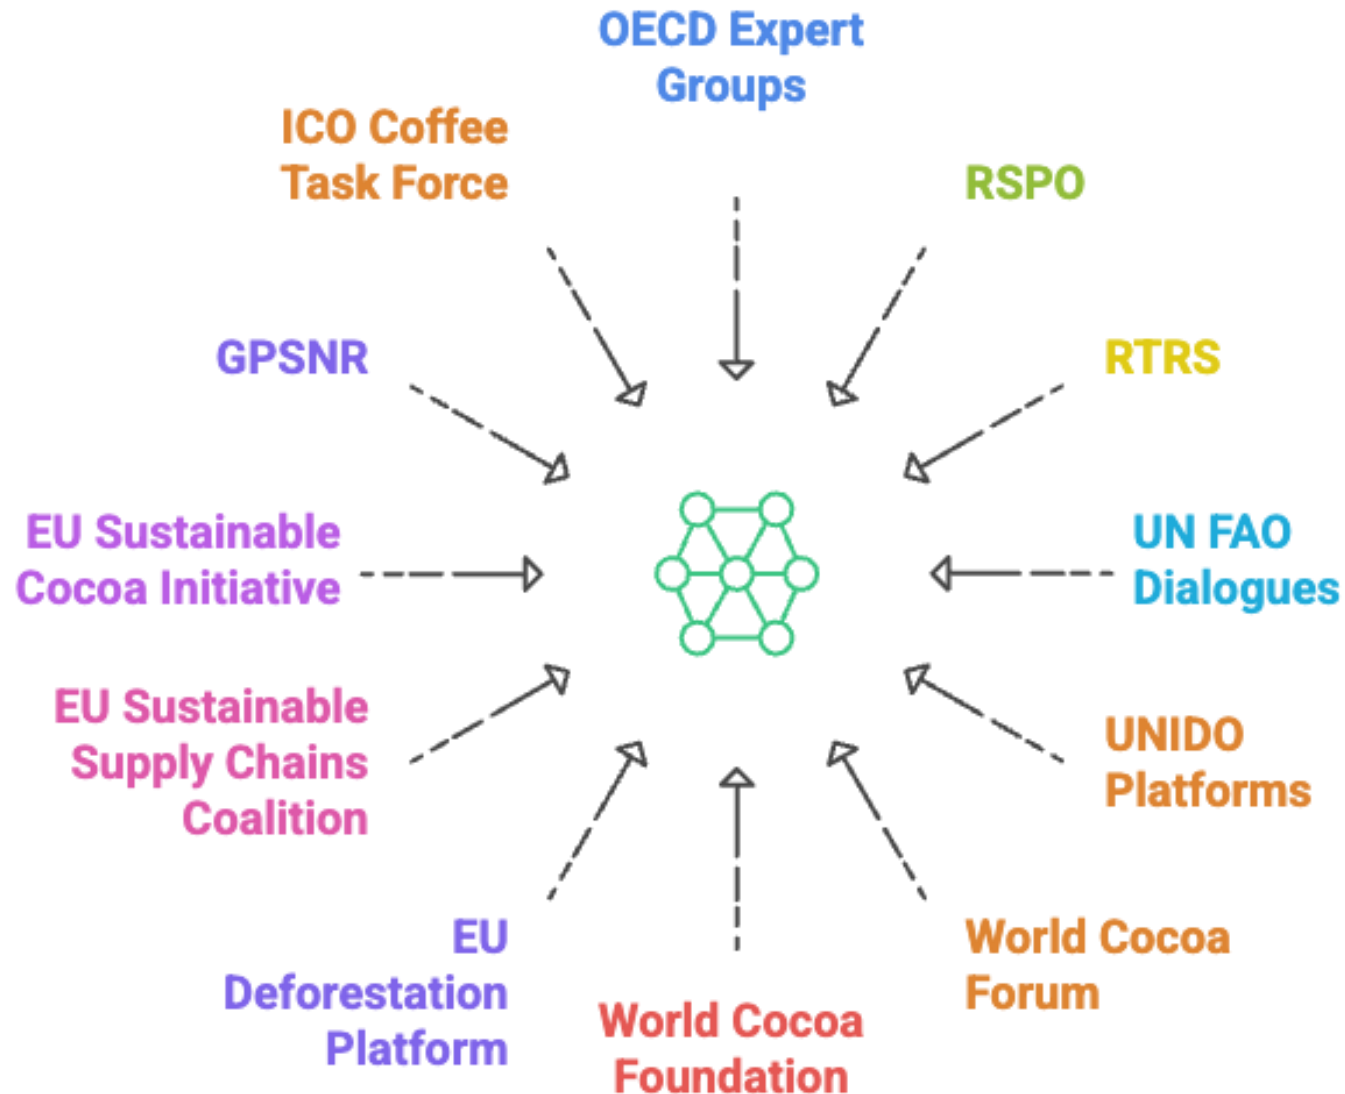 OECD Expert
Groups
ICO Coffee
Task Force
RSPO
GPSNR
RTRS
EU Sustainable
Cocoa Initiative
UN FAO
Dialogues
EU Sustainable
Supply Chains
Coalition
UNIDO
Platforms
EU
Deforestation
Platform
World Cocoa
Forum
World Cocoa
Foundation